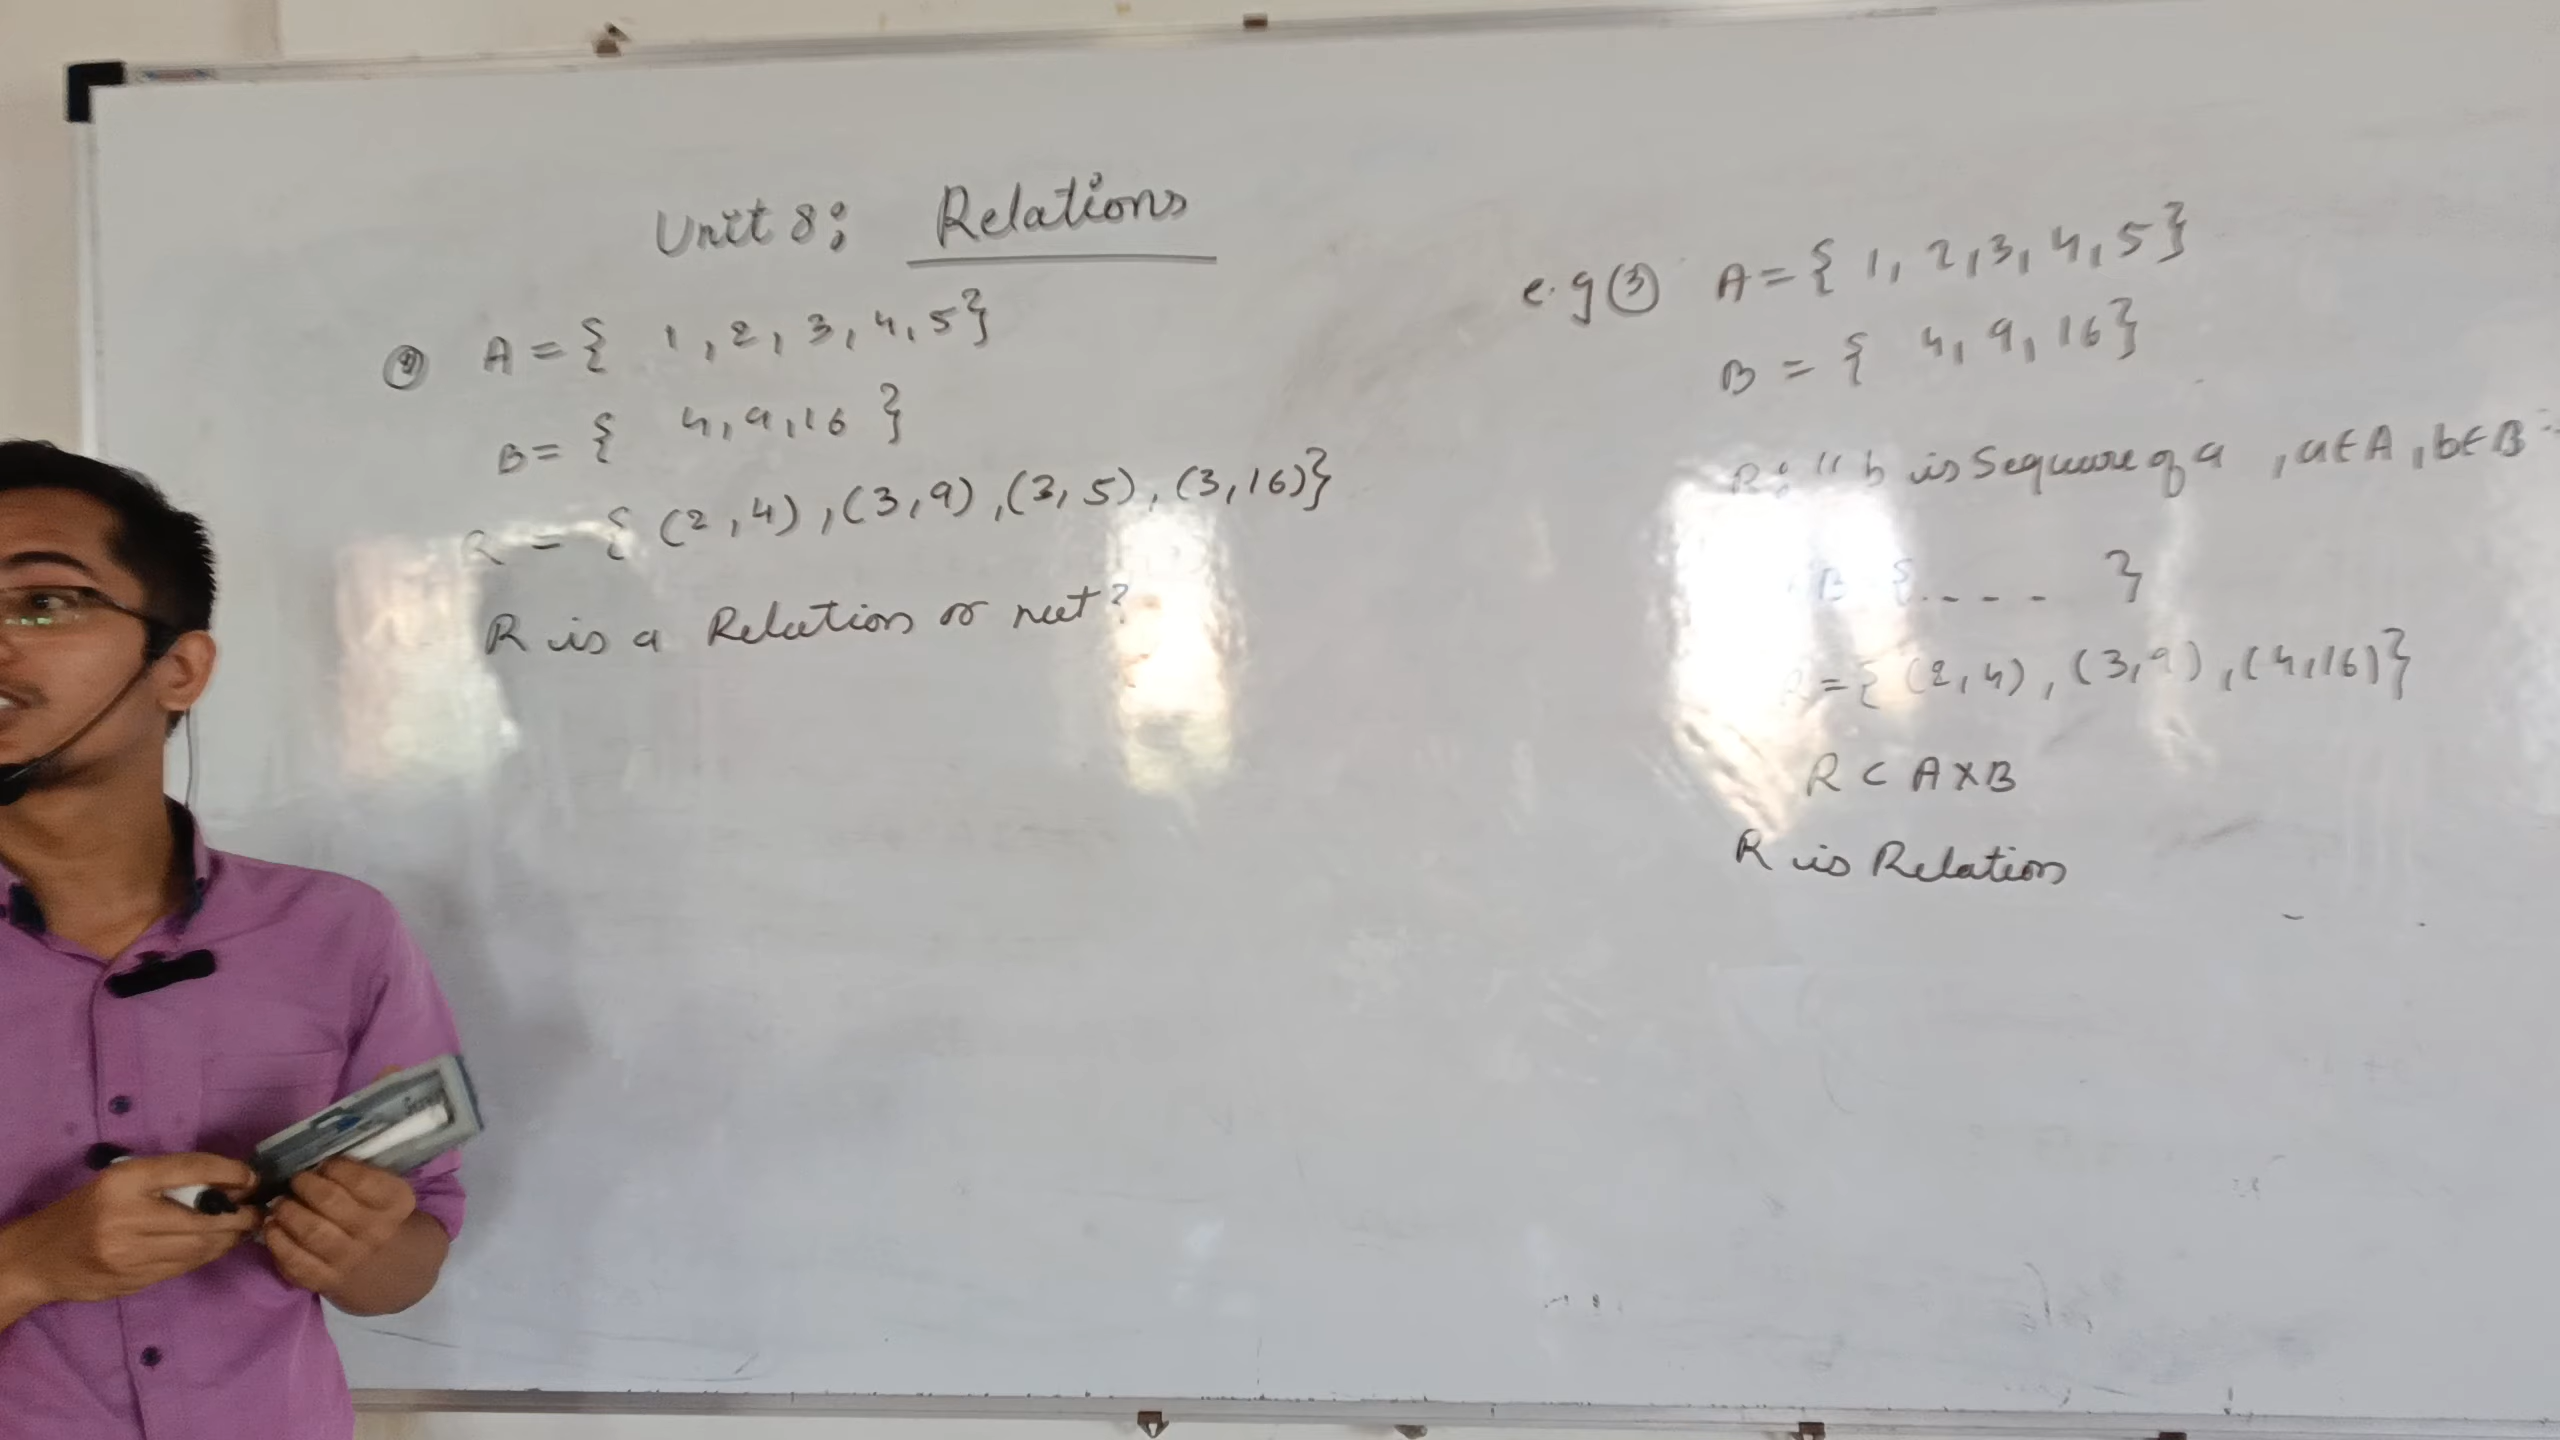 Unit 8: Relations
④ A = { 1, 2, 3, 4, 5}
B = { 4, 9, 16 }
R = { (2, 4), (3, 9), (3, 5), (3, 16)}
R is a Relation or not?
e.g ③ A = { 1, 2, 3, 4, 5}
B = { 4, 9, 16}
R: "b is Sequare of a , a∈A, b∈B"
B {.... }
R = { (2, 4), (3, 9), (4, 16)}
R ⊂ A X B
R is Relation